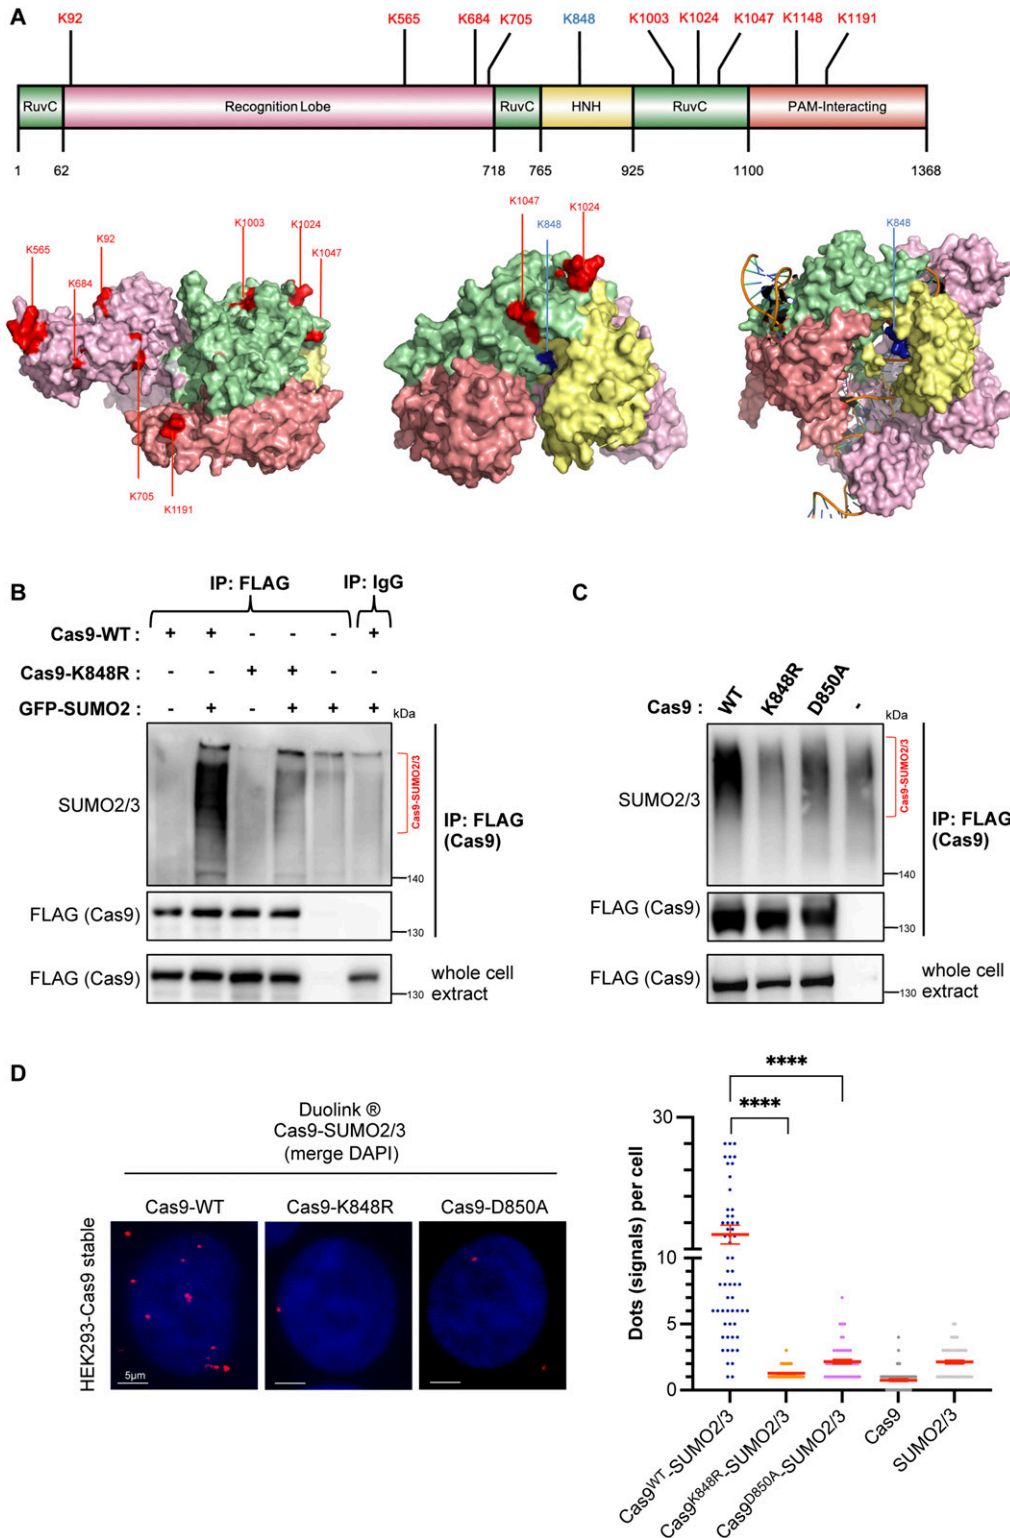 A
K92 K565 K684 K705 K848 K1003 K1024 K1047 K1148 K1191
RuvC Recognition Lobe RuvC HNH RuvC PAM-Interacting
1 62 718 765 925 1100 1368
K565 K684 K92 K1003 K1024 K1047
K705 K1191
K1047 K848 K1024
K848
B
IP: FLAG IP: IgG
Cas9-WT : + + - - - +
Cas9-K848R : - - + + - -
GFP-SUMO2 : - + - + + +
kDa
SUMO2/3
Cas9-SUMO2/3
IP: FLAG
(Cas9)
140
FLAG (Cas9)
130
FLAG (Cas9)
whole cell
extract
130
C
Cas9 : WT K848R D850A -
kDa
SUMO2/3
Cas9-SUMO2/3
IP: FLAG
(Cas9)
140
FLAG (Cas9)
130
FLAG (Cas9)
whole cell
extract
130
D
Duolink ®
Cas9-SUMO2/3
(merge DAPI)
Cas9-WT Cas9-K848R Cas9-D850A
HEK293-Cas9 stable
5µm
****
****
Dots (signals) per cell
30
10
5
0
Cas9WT-SUMO2/3
Cas9K848R-SUMO2/3
Cas9D850A-SUMO2/3
Cas9
SUMO2/3